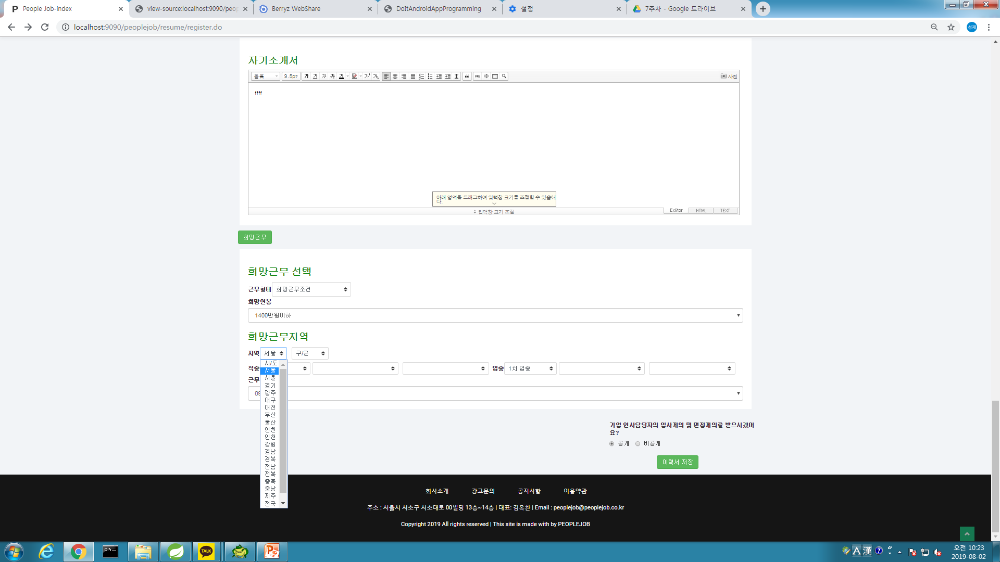 People Job-index
view-source:localhost:9090/peop
Berryz WebShare
DoItAndroidAppProgramming
설정
7주차 - Google 드라이브
localhost:9090/peoplejob/resume/register.do
성재
자기소개서
돋움 9.5pt 가 가 가 가 가 가 가 URL 사진
ffff
아래 영역을 드래그하여 입력창 크기를 조절할 수 있습니
다.
입력창 크기 조절
Editor HTML TEXT
희망근무
희망근무 선택
근무형태 희망근무조건
희망연봉
1400만원이하
희망근무지역
지역 서울 구/군
시/도
직종 업종 1차 업종
서울
서울
근무
경기
광주
09
대구
대전
부산
울산
인천
인천
강원
경남
경북
전남
전북
충북
충남
제주
전국
기업 인사담당자의 입사제의 및 면접제의를 받으시겠어
요?
공개 비공개
이력서 저장
회사소개 광고문의 공지사항 이용약관
주소 : 서울시 서초구 서초대로 00빌딩 13층~14층 | 대표: 김옥환 | Email : peoplejob@peoplejob.co.kr
Copyright 2019 All rights reserved | This site is made with by PEOPLEJOB
C:\
TALK
A 漢
오전 10:23
2019-08-02